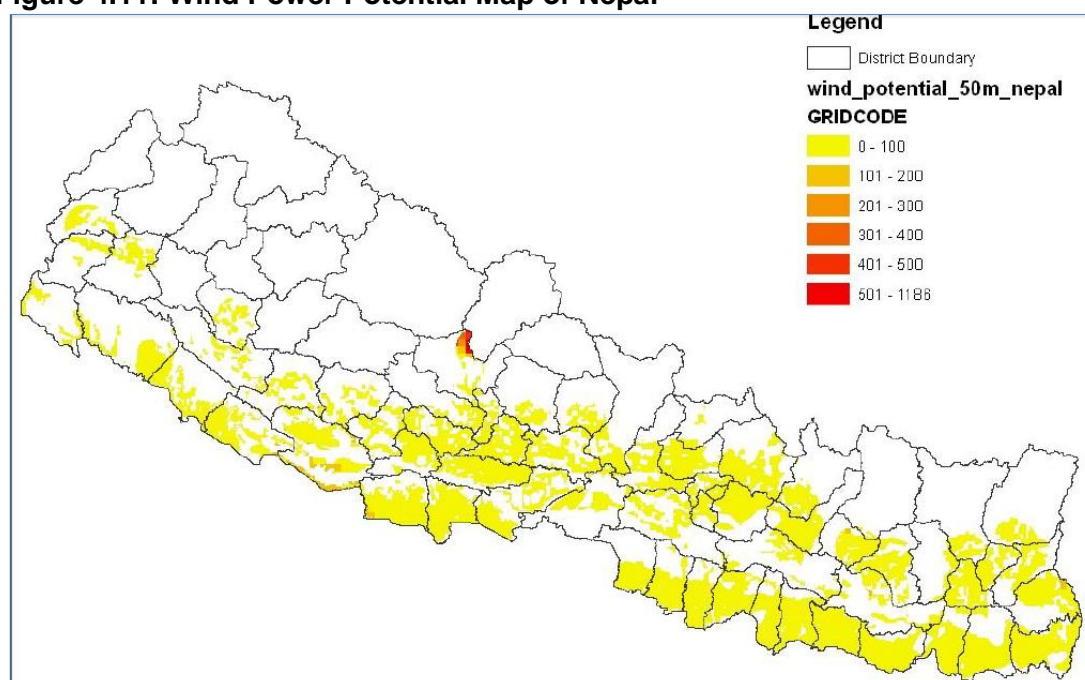 Figure 4.11: Wind Power Potential Map of Nepal
Legend
District Boundary
wind_potential_50m_nepal
GRIDCODE
0 - 100
101 - 200
201 - 300
301 - 400
401 - 500
501 - 1186